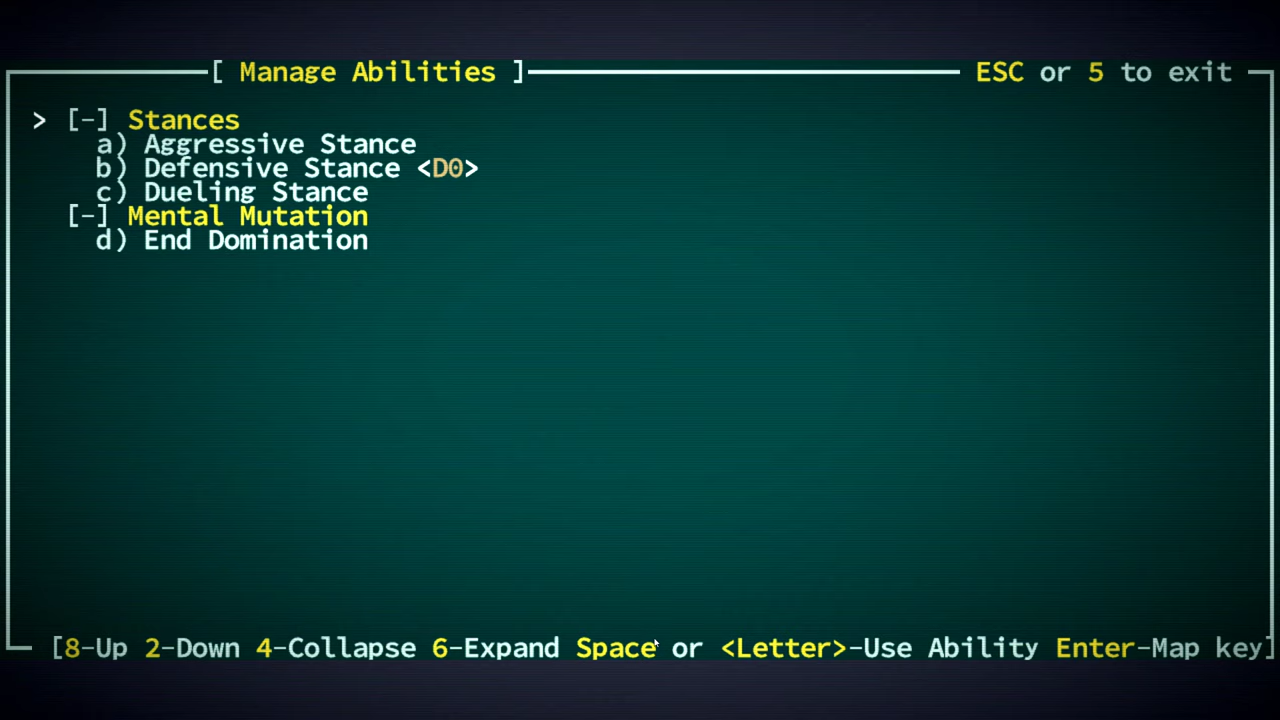 [ Manage Abilities ] ESC or 5 to exit
> [-] Stances
a) Aggressive Stance
b) Defensive Stance <D0>
c) Dueling Stance
[-] Mental Mutation
d) End Domination
[8-Up 2-Down 4-Collapse 6-Expand Space or <Letter>-Use Ability Enter-Map key]